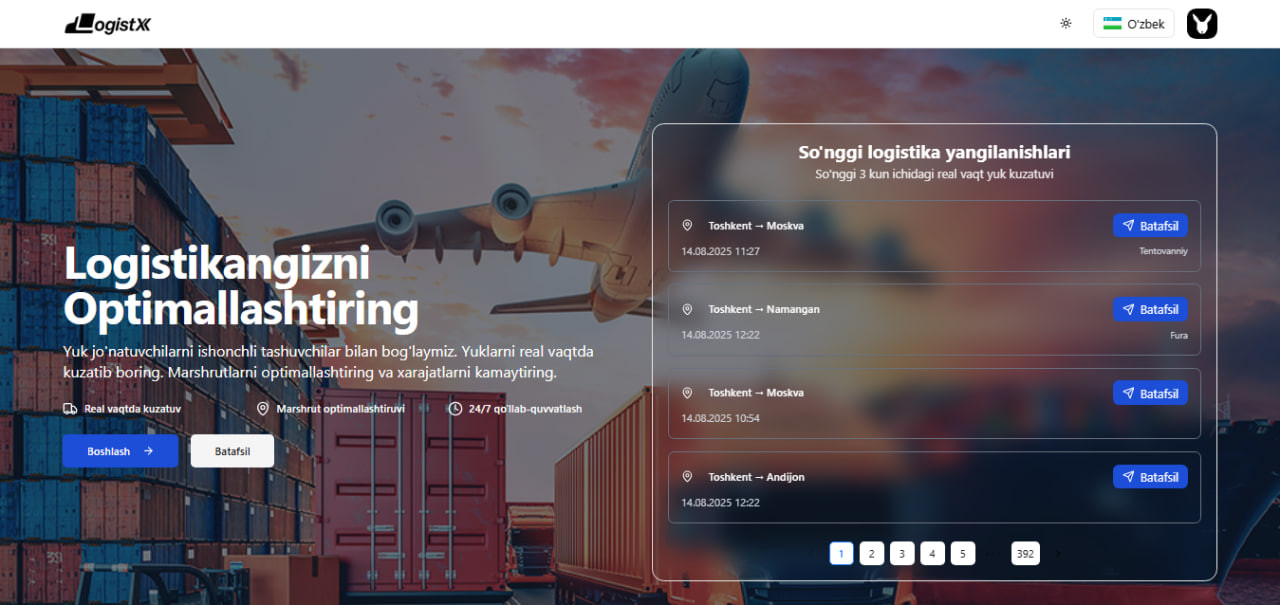 LogistX
O'zbek
Logistikangizni
Optimallashtiring
Yuk jo'natuvchilarni ishonchli tashuvchilar bilan bog'laymiz. Yuklarni real vaqtda
kuzatib boring. Marshrutlarni optimallashtiring va xarajatlarni kamaytiring.
Real vaqtda kuzatuv
Marshrut optimallashtiruvi
24/7 qo'llab-quvvatlash
Boshlash →
Batafsil
So'nggi logistika yangilanishlari
So'nggi 3 kun ichidagi real vaqt yuk kuzatuvi
Toshkent → Moskva
Batafsil
14.08.2025 11:27
Tentovanniy
Toshkent → Namangan
Batafsil
14.08.2025 12:22
Fura
Toshkent → Moskva
Batafsil
14.08.2025 10:54
Toshkent → Andijon
Batafsil
14.08.2025 12:22
1 2 3 4 5 ••• 392